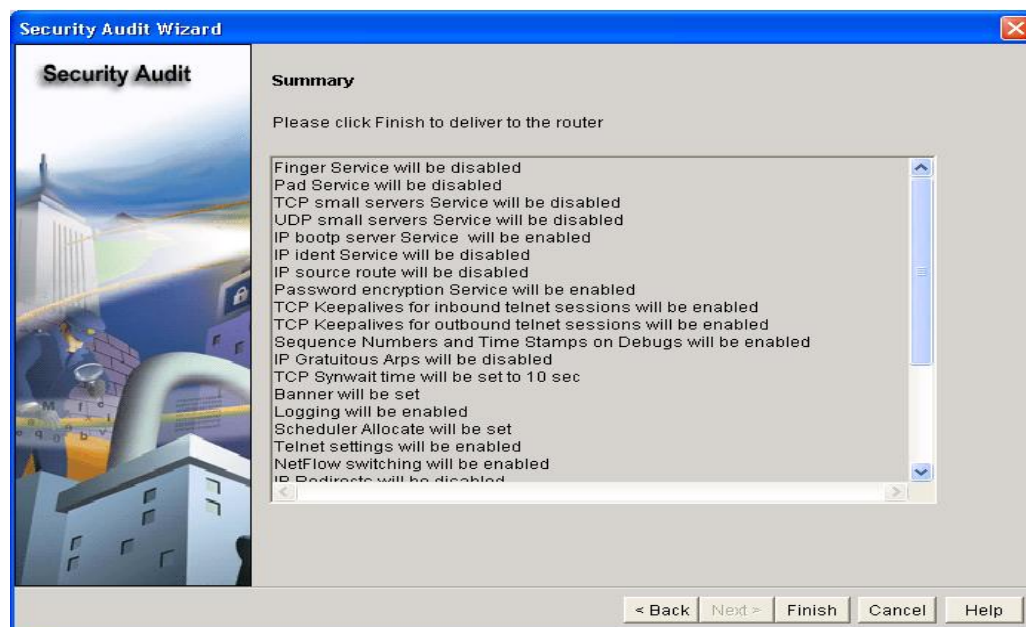 Security Audit Wizard
Security Audit
Summary
Please click Finish to deliver to the router
Finger Service will be disabled
Pad Service will be disabled
TCP small servers Service will be disabled
UDP small servers Service will be disabled
IP bootp server Service  will be enabled
IP ident Service will be disabled
IP source route will be disabled
Password encryption Service will be enabled
TCP Keepalives for inbound telnet sessions will be enabled
TCP Keepalives for outbound telnet sessions will be enabled
Sequence Numbers and Time Stamps on Debugs will be enabled
IP Gratuitous Arps will be disabled
TCP Synwait time will be set to 10 sec
Banner will be set
Logging will be enabled
Scheduler Allocate will be set
Telnet settings will be enabled
NetFlow switching will be enabled
IP Redirects will be disabled
< Back Next > Finish Cancel Help